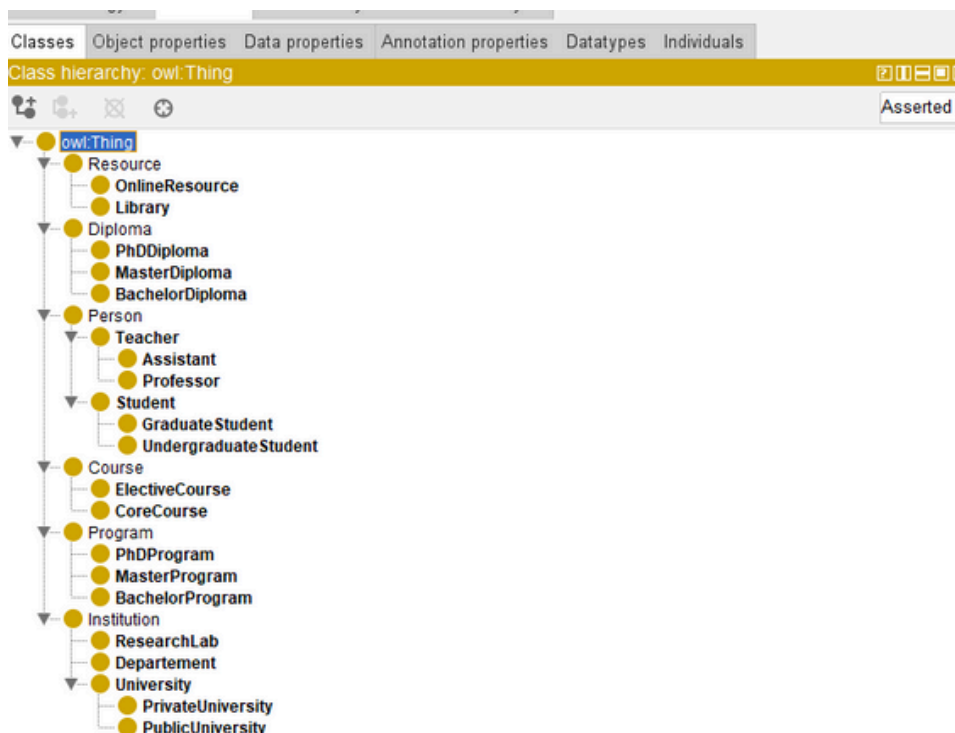 Classes Object properties Data properties Annotation properties Datatypes Individuals
Class hierarchy: owl:Thing
Asserted
owl:Thing
Resource
OnlineResource
Library
Diploma
PhDDiploma
MasterDiploma
BachelorDiploma
Person
Teacher
Assistant
Professor
Student
GraduateStudent
UndergraduateStudent
Course
ElectiveCourse
CoreCourse
Program
PhDProgram
MasterProgram
BachelorProgram
Institution
ResearchLab
Departement
University
PrivateUniversity
PublicUniversity